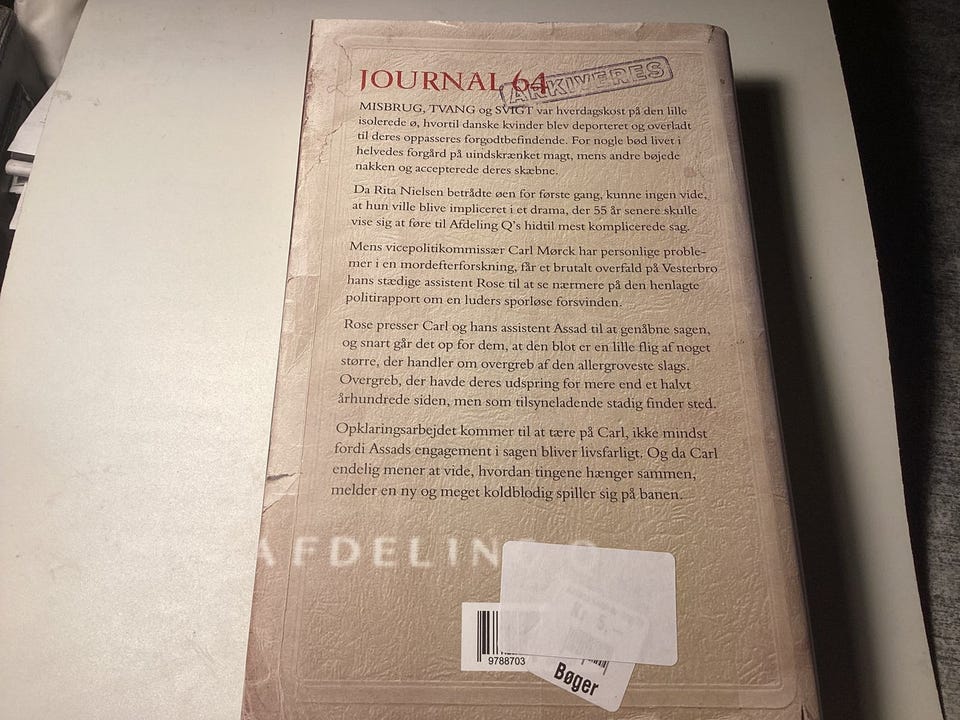 JOURNAL 64
ARKIVERES
MISBRUG, TVANG og SVIGT var hverdagskost på den lille
isolerede ø, hvortil danske kvinder blev deporteret og overladt
til deres oppasseres forgodtbefindende. For nogle bød livet i
helvedes forgård på uindskrænket magt, mens andre bøjede
nakken og accepterede deres skæbne.
Da Rita Nielsen betrådte øen for første gang, kunne ingen vide,
at hun ville blive impliceret i et drama, der 55 år senere skulle
vise sig at føre til Afdeling Q's hidtil mest komplicerede sag.
Mens vicepolitikommissær Carl Mørck har personlige proble-
mer i en mordefterforskning, får et brutalt overfald på Vesterbro
hans stædige assistent Rose til at se nærmere på den henlagte
politirapport om en luders sporløse forsvinden.
Rose presser Carl og hans assistent Assad til at genåbne sagen,
og snart går det op for dem, at den blot er en lille flig af noget
større, der handler om overgreb af den allergroveste slags.
Overgreb, der havde deres udspring for mere end et halvt
århundrede siden, men som tilsyneladende stadig finder sted.
Opklaringsarbejdet kommer til at tære på Carl, ikke mindst
fordi Assads engagement i sagen bliver livsfarligt. Og da Carl
endelig mener at vide, hvordan tingene hænger sammen,
melder en ny og meget koldblodig spiller sig på banen.
AFDELING Q
9788703
Bøger